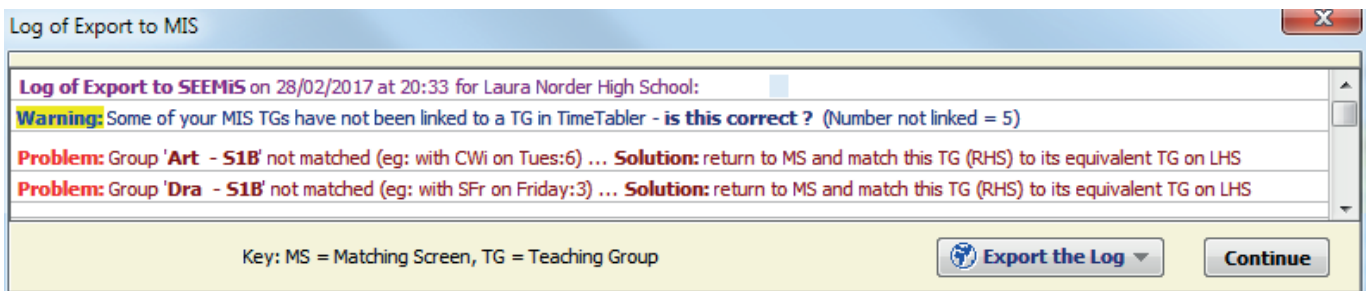 Log of Export to MIS
Log of Export to SEEMiS on 28/02/2017 at 20:33 for Laura Norder High School:
Warning: Some of your MIS TGs have not been linked to a TG in TimeTabler - is this correct ? (Number not linked = 5)
Problem: Group 'Art - S1B' not matched (eg: with CWi on Tues:6) ... Solution: return to MS and match this TG (RHS) to its equivalent TG on LHS
Problem: Group 'Dra - S1B' not matched (eg: with SFr on Friday:3) ... Solution: return to MS and match this TG (RHS) to its equivalent TG on LHS
Key: MS = Matching Screen, TG = Teaching Group
Export the Log
Continue